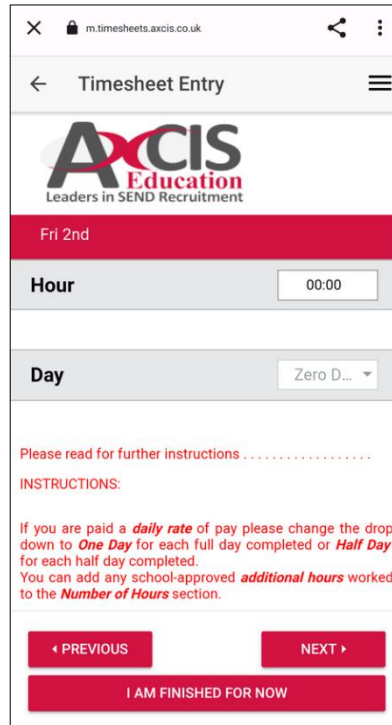 m.timesheets.axcis.co.uk
Timesheet Entry
AXCIS
Education
Leaders in SEND Recruitment
Fri 2nd
Hour
00:00
Day
Zero D...
Please read for further instructions . . . . . . . . . . . . . . . . . .
INSTRUCTIONS:
If you are paid a daily rate of pay please change the drop
down to One Day for each full day completed or Half Day
for each half day completed.
You can add any school-approved additional hours worked
to the Number of Hours section.
PREVIOUS
NEXT
I AM FINISHED FOR NOW